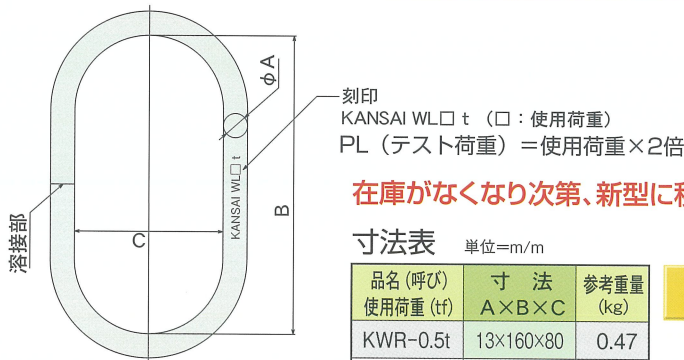 φA
刻印
KANSAI WL□ t （□：使用荷重）
PL（テスト荷重）＝使用荷重×2倍
KANSAI WL□ t
B
C
溶接部
在庫がなくなり次第、新型に
寸法表 単位=m/m
品名(呼び) 使用荷重(tf) 寸 法 A×B×C 参考重量(kg)
KWR-0.5t 13×160×80 0.47